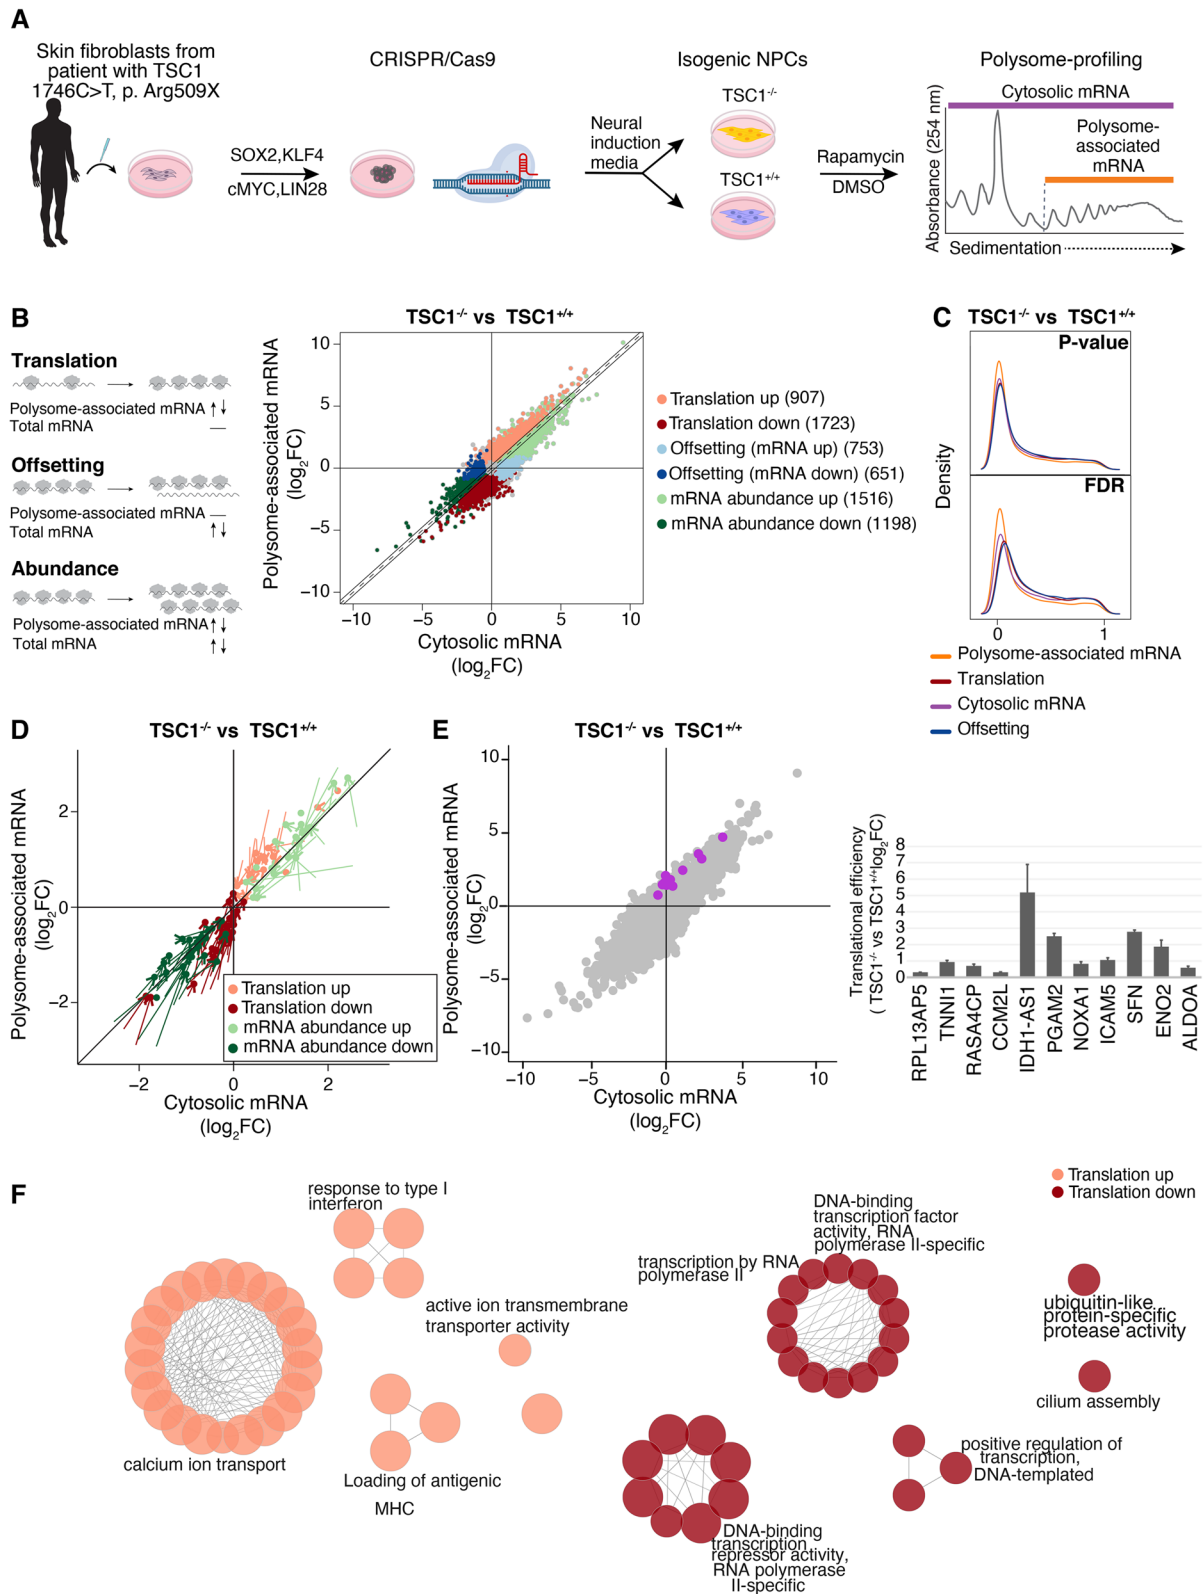 A
Skin fibroblasts from
patient with TSC1
1746C>T, p. Arg509X
SOX2,KLF4
cMYC,LIN28
CRISPR/Cas9
Neural
induction
media
Isogenic NPCs
TSC1-/-
TSC1+/+
Rapamycin
DMSO
Polysome-profiling
Cytosolic mRNA
Polysome-
associated
mRNA
Absorbance (254 nm)
Sedimentation
B
Translation
Polysome-associated mRNA
Total mRNA
Offsetting
Polysome-associated mRNA
Total mRNA
Abundance
Polysome-associated mRNA
Total mRNA
TSC1-/- vs TSC1+/+
Polysome-associated mRNA
(log2FC)
10
5
0
−5
−10
−10
−5
0
5
10
Cytosolic mRNA
(log2FC)
Translation up (907)
Translation down (1723)
Offsetting (mRNA up) (753)
Offsetting (mRNA down) (651)
mRNA abundance up (1516)
mRNA abundance down (1198)
C
TSC1-/- vs TSC1+/+
P-value
FDR
Density
0
1
Polysome-associated mRNA
Translation
Cytosolic mRNA
Offsetting
D
TSC1-/- vs TSC1+/+
Polysome-associated mRNA
(log2FC)
2
0
−2
−2
0
2
Cytosolic mRNA
(log2FC)
Translation up
Translation down
mRNA abundance up
mRNA abundance down
E
TSC1-/- vs TSC1+/+
Polysome-associated mRNA
(log2FC)
10
5
0
−5
−10
−10
−5
0
5
10
Cytosolic mRNA
(log2FC)
Translational efficiency
( TSC1-/- vs TSC1+/+log2FC)
8
7
6
5
4
3
2
1
0
RPL13AP5
TNNI1
RASA4CP
CCM2L
IDH1-AS1
PGAM2
NOXA1
ICAM5
SFN
ENO2
ALDOA
F
Translation up
Translation down
response to type I
interferon
active ion transmembrane
transporter activity
calcium ion transport
Loading of antigenic
MHC
DNA-binding
transcription factor
activity, RNA
polymerase II-specific
transcription by RNA
polymerase II
ubiquitin-like
protein-specific
protease activity
cilium assembly
positive regulation of
transcription,
DNA-templated
DNA-binding
transcription
repressor activity,
RNA polymerase
II-specific